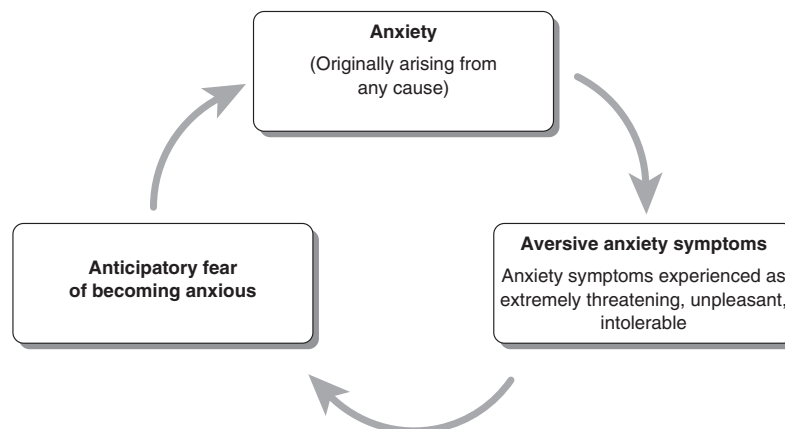 Anxiety
(Originally arising from
any cause)
Aversive anxiety symptoms
Anxiety symptoms experienced as
extremely threatening, unpleasant,
intolerable
Anticipatory fear
of becoming anxious